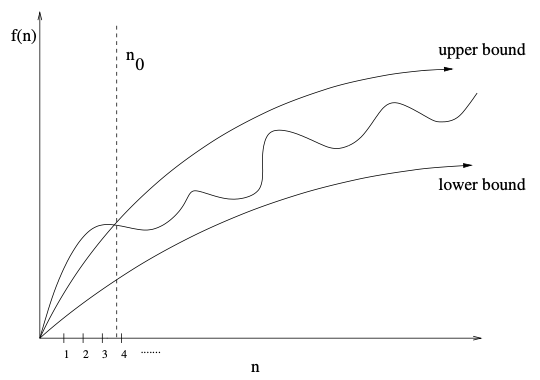 f(n)
n0
upper bound
lower bound
1 2 3 4 .......
n